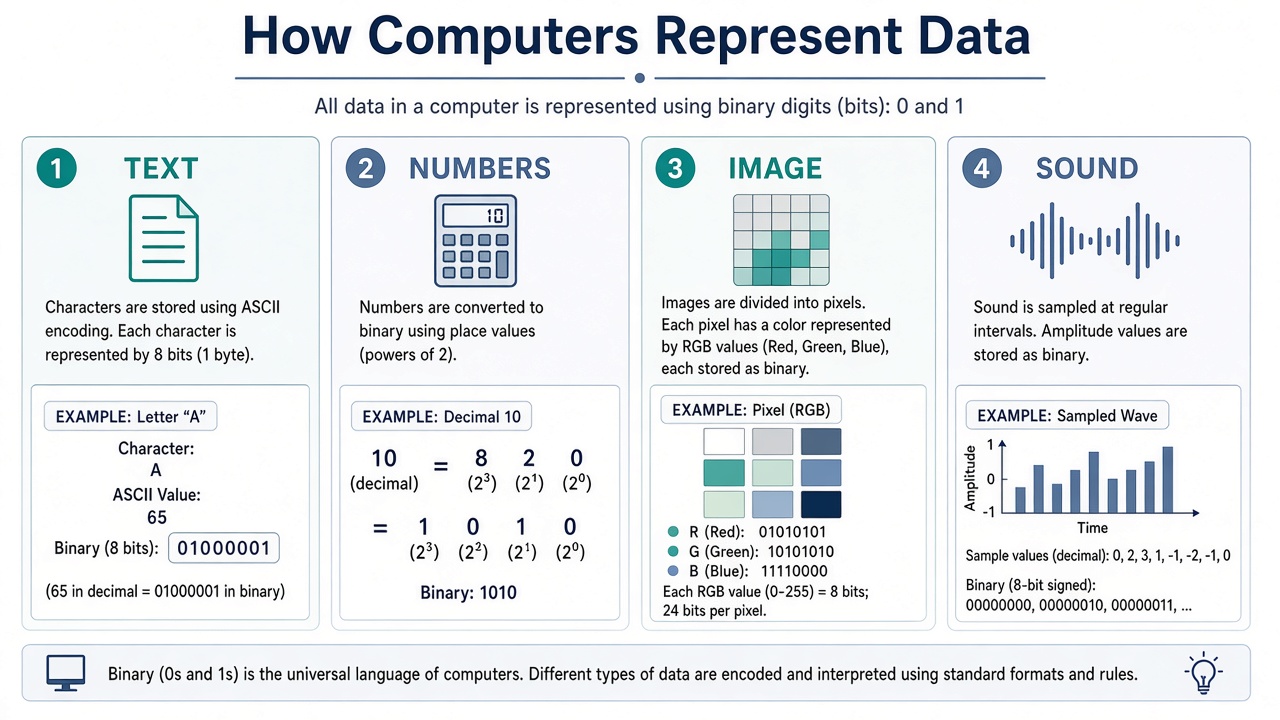 How Computers Represent Data
All data in a computer is represented using binary digits (bits): 0 and 1
1 TEXT
Characters are stored using ASCII
encoding. Each character is
represented by 8 bits (1 byte).
EXAMPLE: Letter “A”
Character:
A
ASCII Value:
65
Binary (8 bits): 01000001
(65 in decimal = 01000001 in binary)
2 NUMBERS
10
Numbers are converted to
binary using place values
(powers of 2).
EXAMPLE: Decimal 10
10 = 8 2 0
(decimal) (2³) (2¹) (2⁰)
= 1 0 1 0
(2³) (2²) (2¹) (2⁰)
Binary: 1010
3 IMAGE
Images are divided into pixels.
Each pixel has a color represented
by RGB values (Red, Green, Blue),
each stored as binary.
EXAMPLE: Pixel (RGB)
R (Red): 01010101
G (Green): 10101010
B (Blue): 11110000
Each RGB value (0–255) = 8 bits;
24 bits per pixel.
4 SOUND
Sound is sampled at regular
intervals. Amplitude values are
stored as binary.
EXAMPLE: Sampled Wave
Amplitude
1
0
-1
Time
Sample values (decimal): 0, 2, 3, 1, -1, -2, -1, 0
Binary (8-bit signed):
00000000, 00000010, 00000011, ...
Binary (0s and 1s) is the universal language of computers. Different types of data are encoded and interpreted using standard formats and rules.